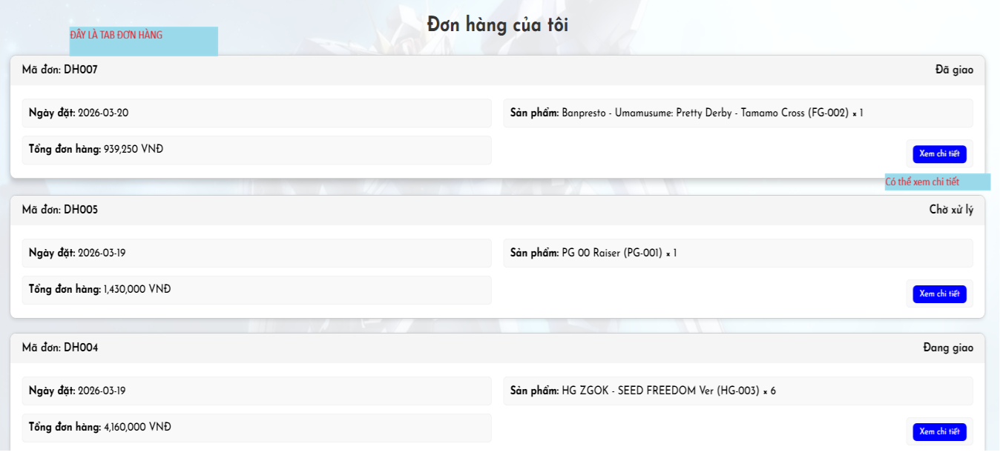 Đơn hàng của tôi
ĐÂY LÀ TAB ĐƠN HÀNG
Mã đơn: DH007
Đã giao
Ngày đặt: 2026-03-20
Sản phẩm: Banpresto - Umamusume: Pretty Derby - Tamamo Cross (FG-002) × 1
Tổng đơn hàng: 939,250 VNĐ
Xem chi tiết
Có thể xem chi tiết
Mã đơn: DH005
Chờ xử lý
Ngày đặt: 2026-03-19
Sản phẩm: PG 00 Raiser (PG-001) × 1
Tổng đơn hàng: 1,430,000 VNĐ
Xem chi tiết
Mã đơn: DH004
Đang giao
Ngày đặt: 2026-03-19
Sản phẩm: HG ZGOK - SEED FREEDOM Ver (HG-003) × 6
Tổng đơn hàng: 4,160,000 VNĐ
Xem chi tiết